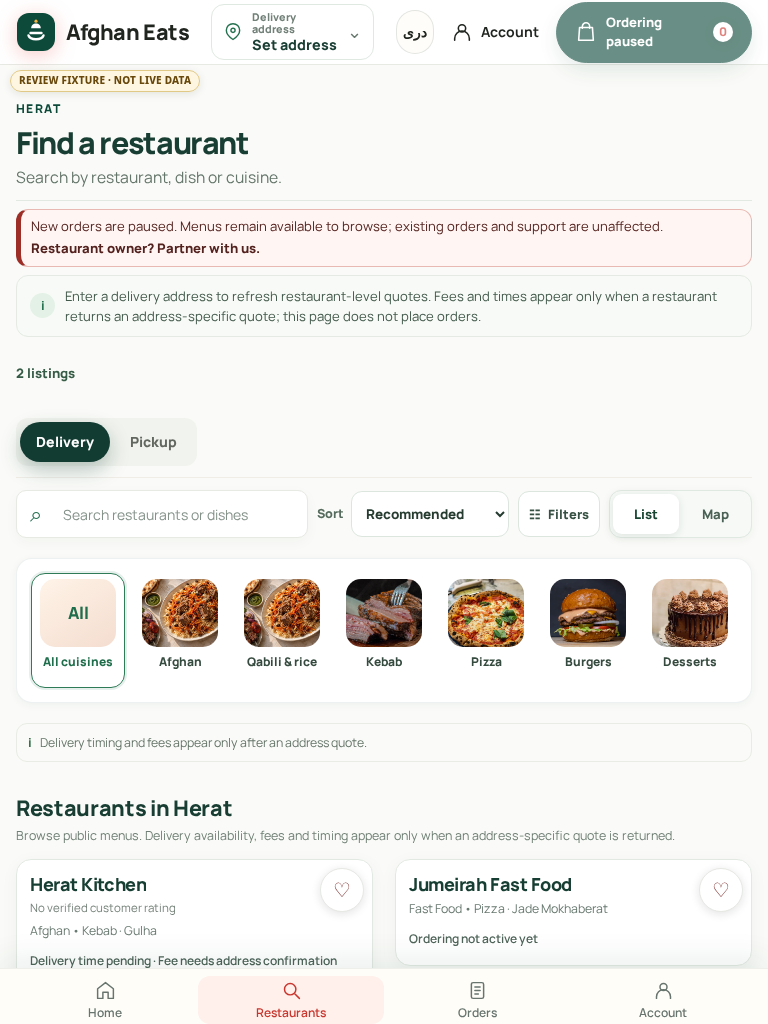 Afghan Eats
Delivery address
Set address
دری
Account
Ordering paused
0
REVIEW FIXTURE · NOT LIVE DATA
HERAT
Find a restaurant
Search by restaurant, dish or cuisine.
New orders are paused. Menus remain available to browse; existing orders and support are unaffected.
Restaurant owner? Partner with us.
i
Enter a delivery address to refresh restaurant-level quotes. Fees and times appear only when a restaurant
returns an address-specific quote; this page does not place orders.
2 listings
Delivery
Pickup
Search restaurants or dishes
Sort
Recommended
Filters
List
Map
All
All cuisines
Afghan
Qabili & rice
Kebab
Pizza
Burgers
Desserts
i Delivery timing and fees appear only after an address quote.
Restaurants in Herat
Browse public menus. Delivery availability, fees and timing appear only when an address-specific quote is returned.
Herat Kitchen
No verified customer rating
Afghan • Kebab · Gulha
Delivery time pending · Fee needs address confirmation
Jumeirah Fast Food
Fast Food • Pizza · Jade Mokhaberat
Ordering not active yet
Home
Restaurants
Orders
Account